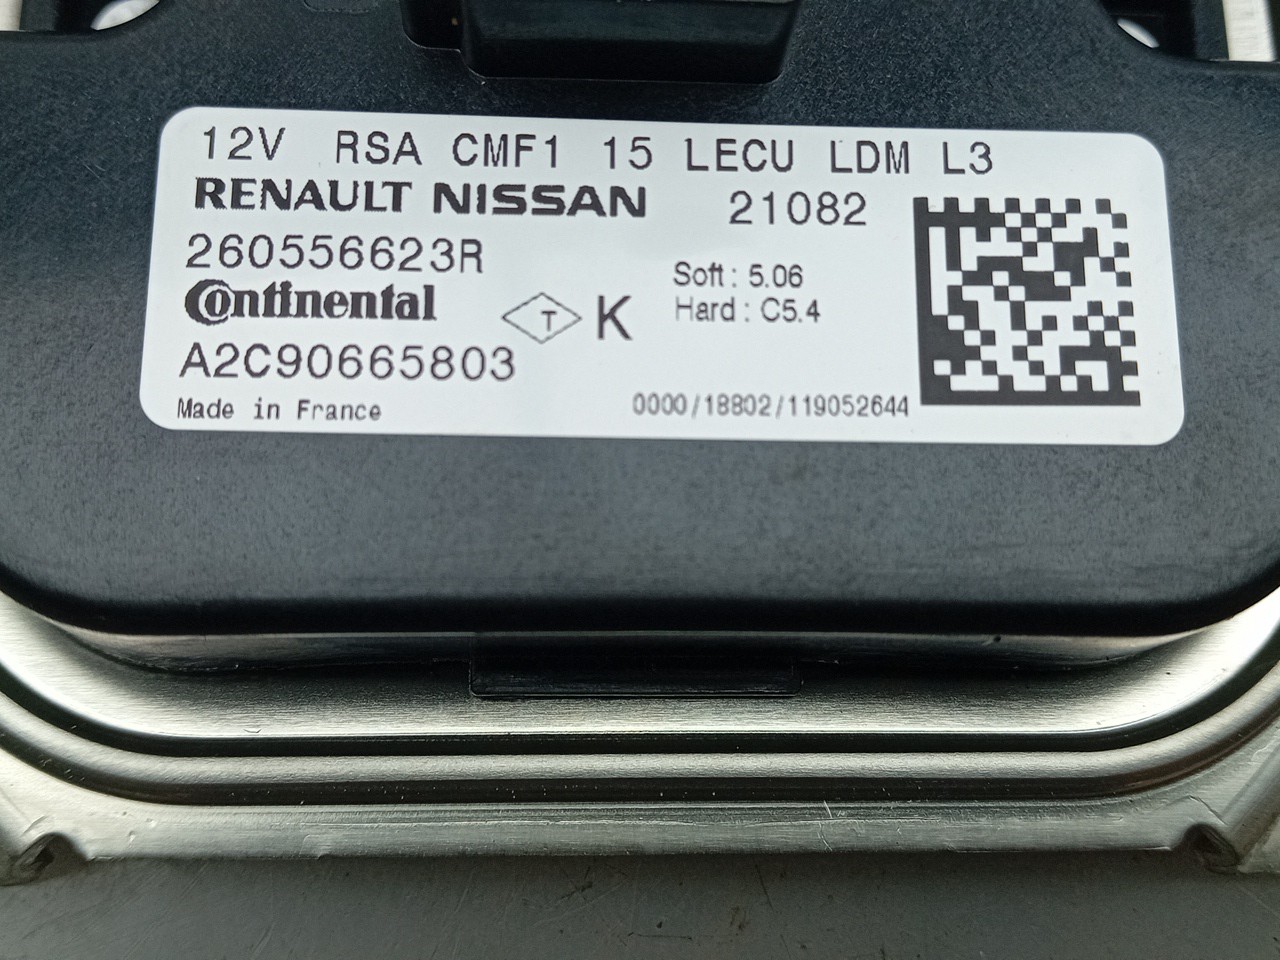 12V RSA CMF1 15 LECU LDM L3
RENAULT NISSAN 21082
260556623R
Continental
T K
Soft : 5.06
Hard : C5.4
A2C90665803
Made in France
0000/18802/119052644